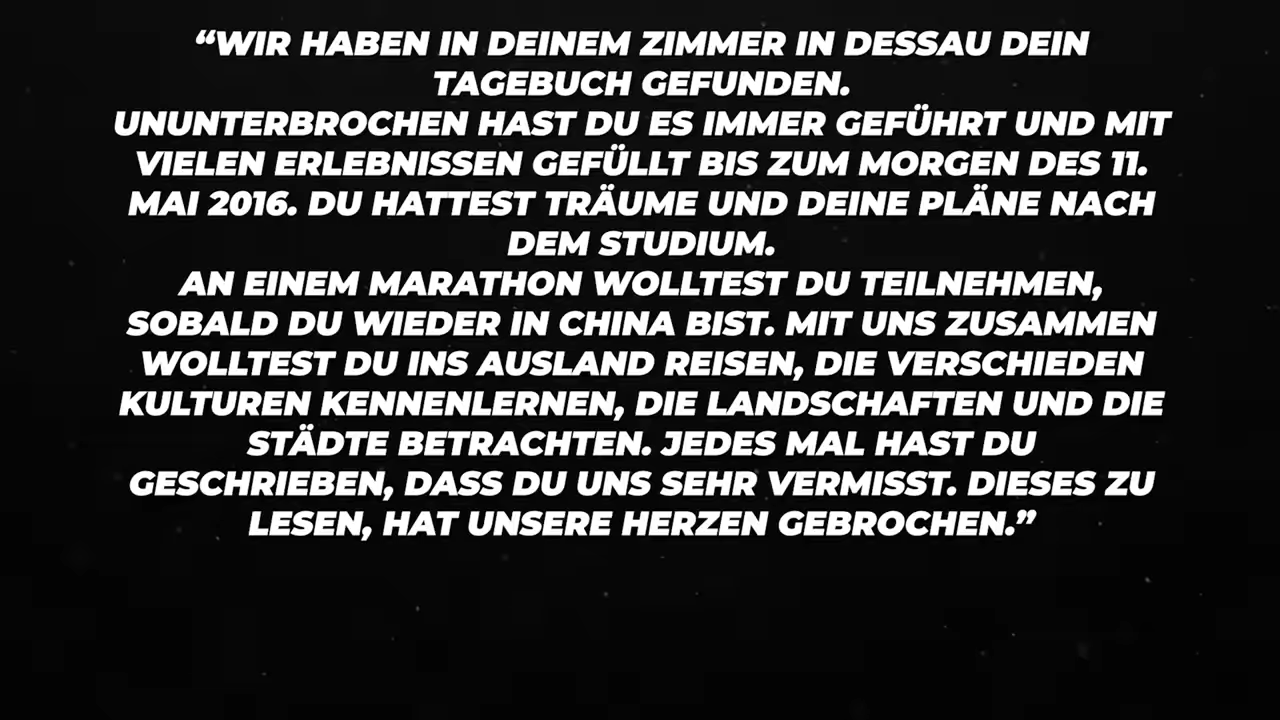 “WIR HABEN IN DEINEM ZIMMER IN DESSAU DEIN
TAGEBUCH GEFUNDEN.
UNUNTERBROCHEN HAST DU ES IMMER GEFÜHRT UND MIT
VIELEN ERLEBNISSEN GEFÜLLT BIS ZUM MORGEN DES 11.
MAI 2016. DU HATTEST TRÄUME UND DEINE PLÄNE NACH
DEM STUDIUM.
AN EINEM MARATHON WOLLTEST DU TEILNEHMEN,
SOBALD DU WIEDER IN CHINA BIST. MIT UNS ZUSAMMEN
WOLLTEST DU INS AUSLAND REISEN, DIE VERSCHIEDEN
KULTUREN KENNENLERNEN, DIE LANDSCHAFTEN UND DIE
STÄDTE BETRACHTEN. JEDES MAL HAST DU
GESCHRIEBEN, DASS DU UNS SEHR VERMISST. DIESES ZU
LESEN, HAT UNSERE HERZEN GEBROCHEN.”